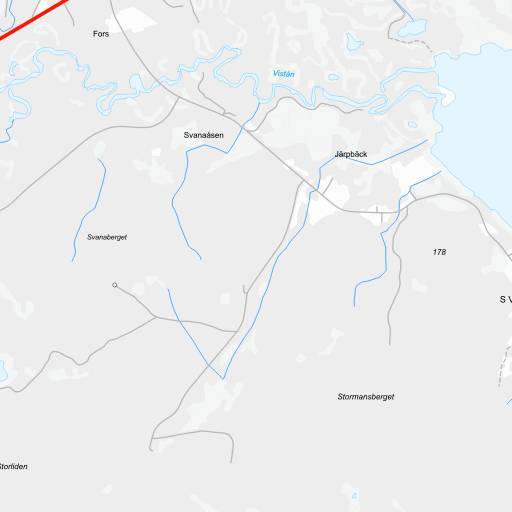 Fors
Vistån
Svanaåsen
Järpbäck
Svanaberget
178
S V
Stormansberget
Storliden